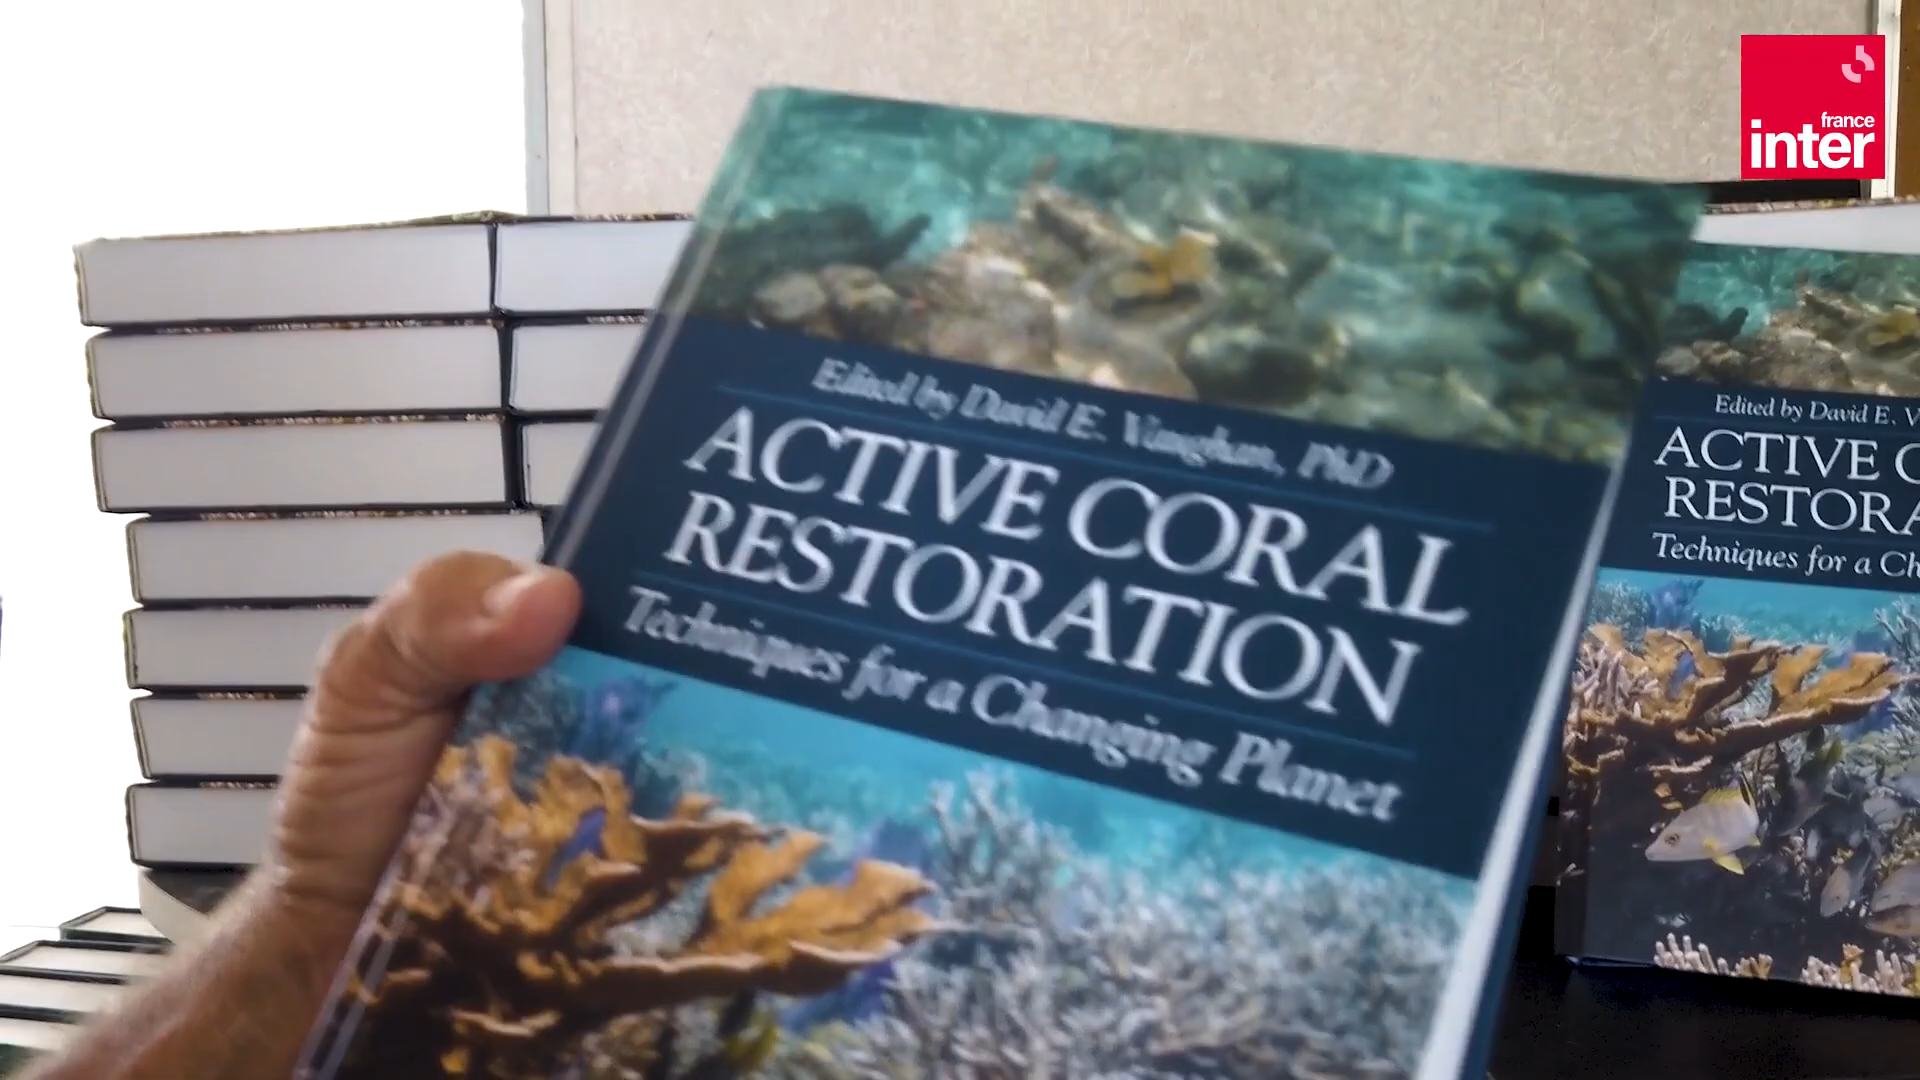 france
inter
Edited by David E. Vaughan, PhD
ACTIVE CORAL
RESTORATION
Techniques for a Changing Planet
Edited by David E. V
ACTIVE C
RESTORA
Techniques for a Ch